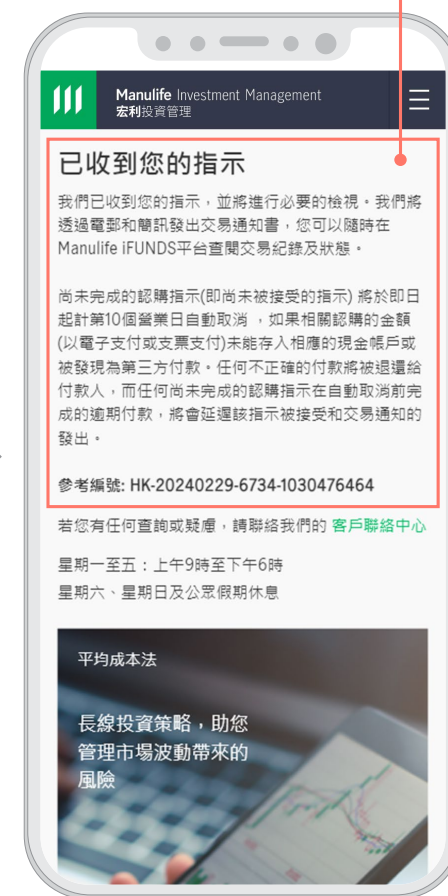 Manulife Investment Management
宏利投資管理
已收到您的指示
我們已收到您的指示，並將進行必要的檢視。我們將
透過電郵和簡訊發出交易通知書，您可以隨時在
Manulife iFUNDS平台查閱交易紀錄及狀態。
尚未完成的認購指示(即尚未被接受的指示) 將於即日
起計第10個營業日自動取消 ，如果相關認購的金額
(以電子支付或支票支付)未能存入相應的現金帳戶或
被發現為第三方付款。任何不正確的付款將被退還給
付款人，而任何尚未完成的認購指示在自動取消前完
成的逾期付款，將會延遲該指示被接受和交易通知的
發出。
參考編號: HK-20240229-6734-1030476464
若您有任何查詢或疑慮，請聯絡我們的 客戶聯絡中心
星期一至五：上午9時至下午6時
星期六、星期日及公眾假期休息
平均成本法
長線投資策略，助您
管理市場波動帶來的
風險